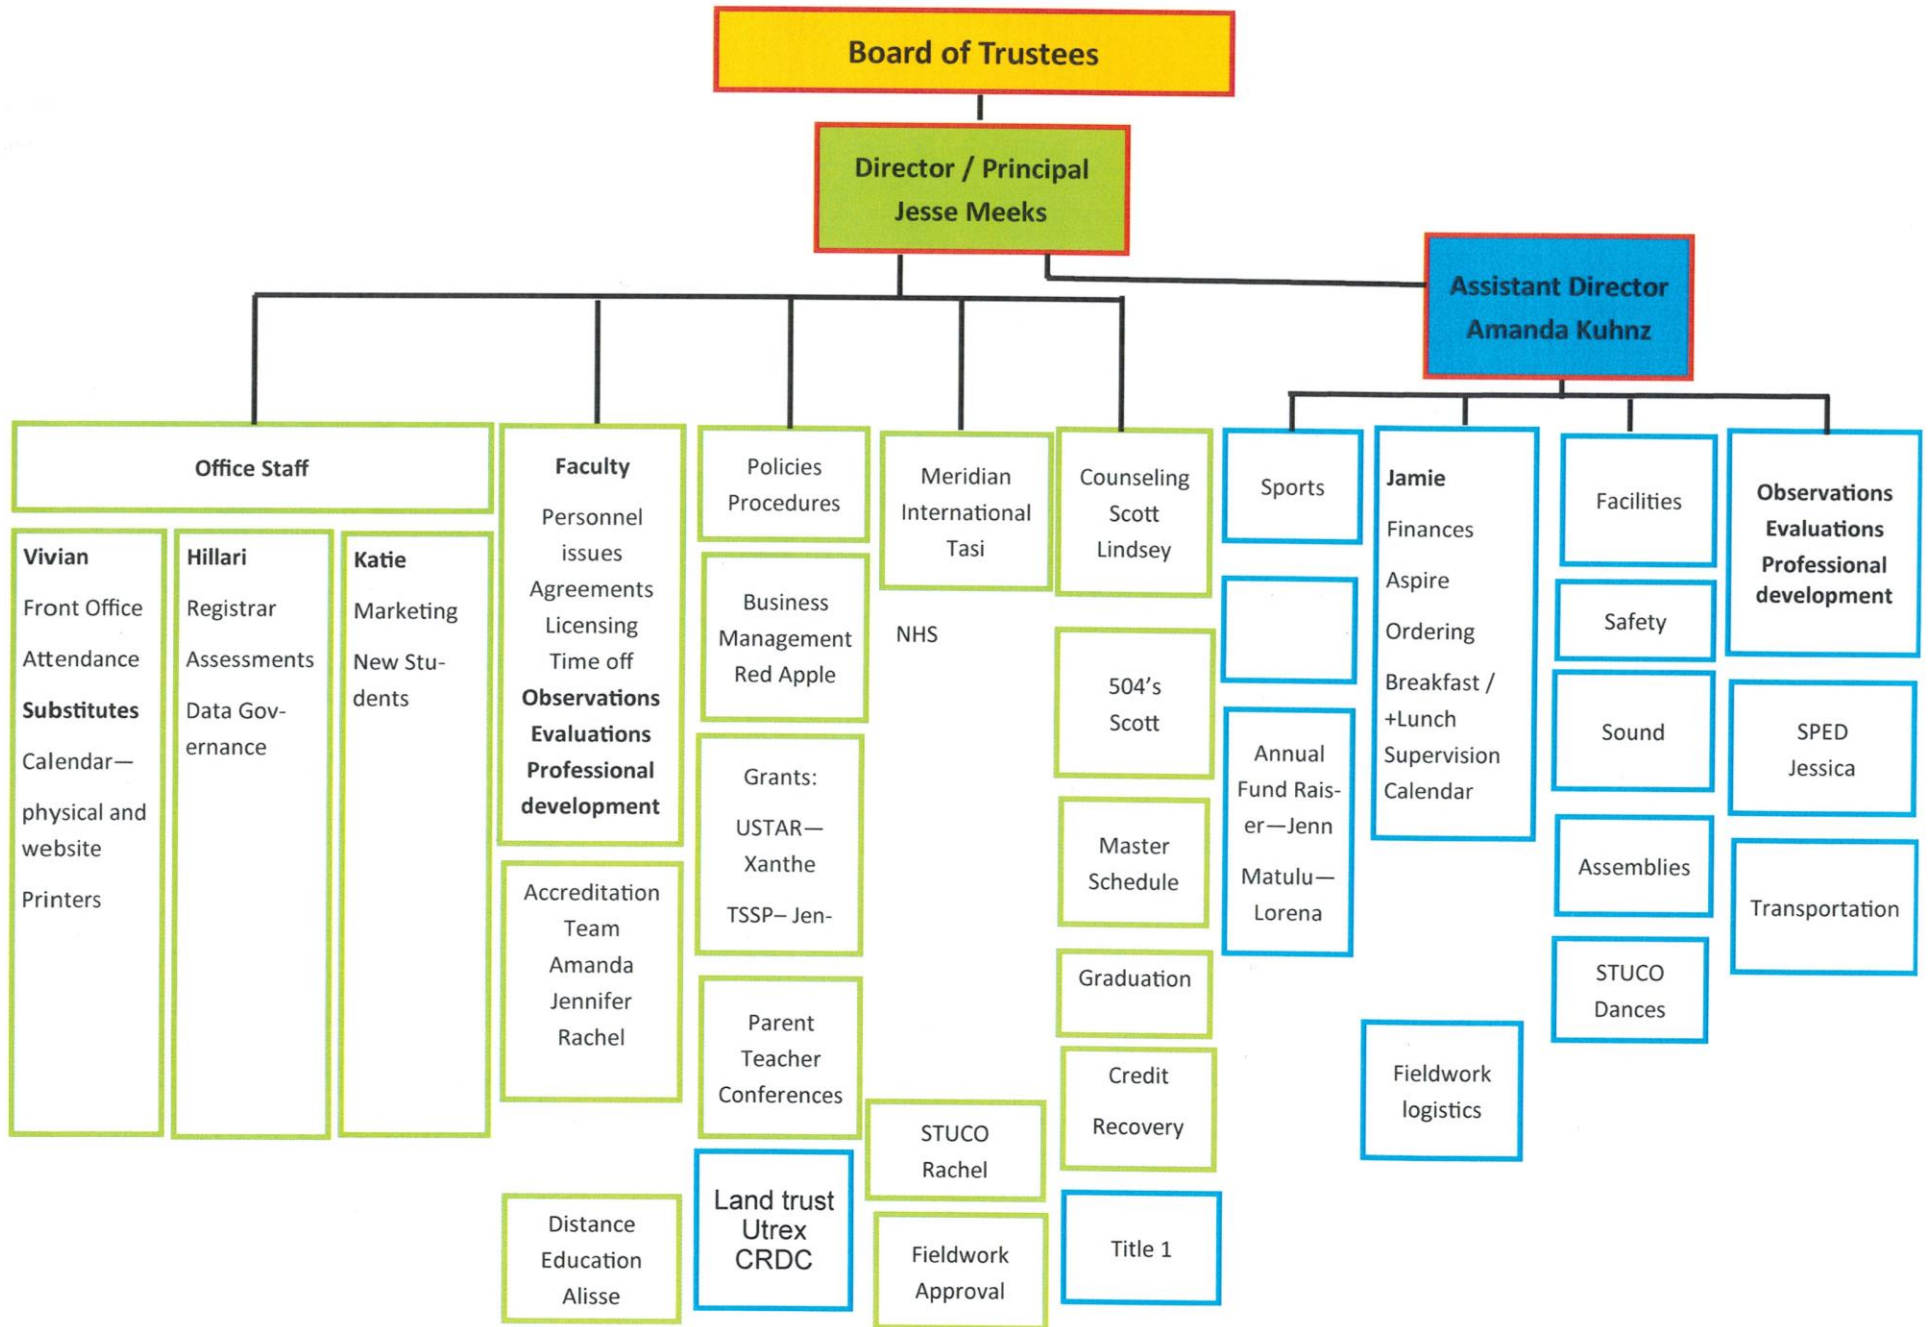 Board of Trustees
Director / Principal
Jesse Meeks
Assistant Director
Amanda Kuhnz
Office Staff
Vivian
Front Office
Attendance
Substitutes
Calendar—
physical and
website
Printers
Hillari
Registrar
Assessments
Data Gov-
ernance
Katie
Marketing
New Stu-
dents
Faculty
Personnel
issues
Agreements
Licensing
Time off
Observations
Evaluations
Professional
development
Accreditation
Team
Amanda
Jennifer
Rachel
Distance
Education
Alisse
Policies
Procedures
Business
Management
Red Apple
Grants:
USTAR—
Xanthe
TSSP– Jen-
Parent
Teacher
Conferences
Land trust
Utrex
CRDC
Meridian
International
Tasi
NHS
STUCO
Rachel
Fieldwork
Approval
Counseling
Scott
Lindsey
504’s
Scott
Master
Schedule
Graduation
Credit
Recovery
Title 1
Sports
Annual
Fund Rais-
er—Jenn
Matulu—
Lorena
Jamie
Finances
Aspire
Ordering
Breakfast /
+Lunch
Supervision
Calendar
Fieldwork
logistics
Facilities
Safety
Sound
Assemblies
STUCO
Dances
Observations
Evaluations
Professional
development
SPED
Jessica
Transportation